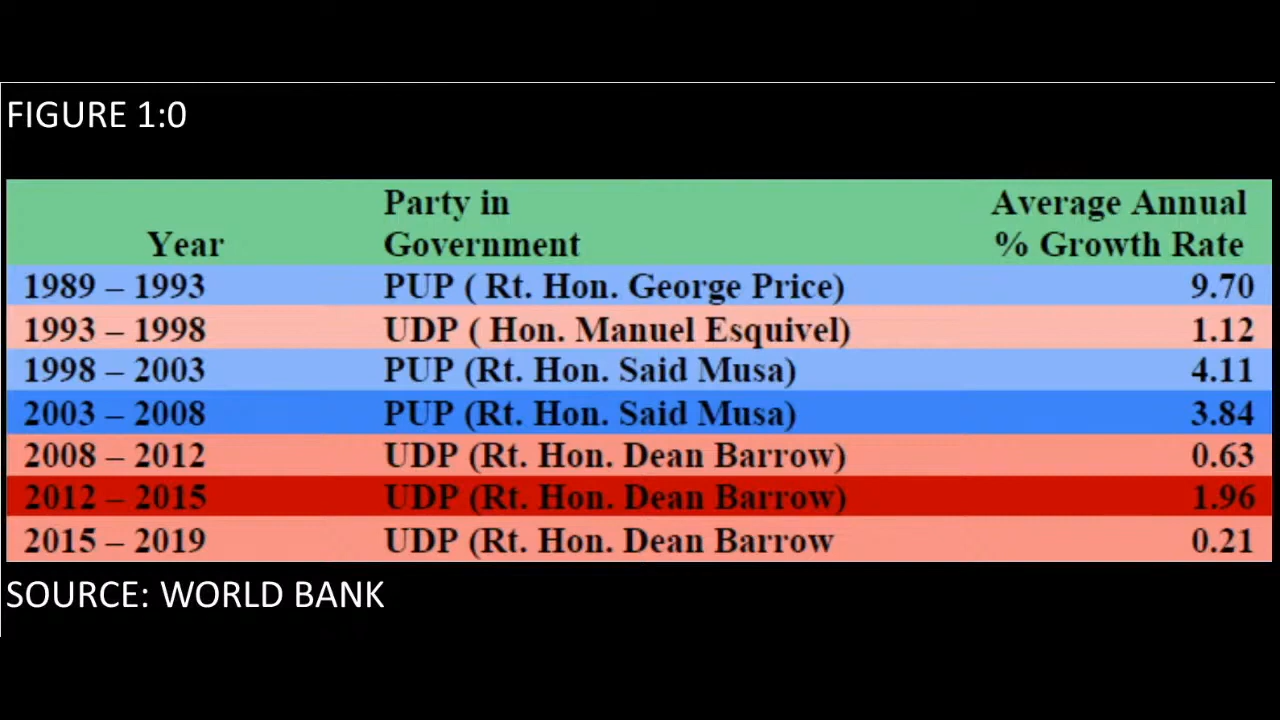 FIGURE 1:0
Party in Average Annual
Year Government % Growth Rate
1989 – 1993 PUP ( Rt. Hon. George Price) 9.70
1993 – 1998 UDP ( Hon. Manuel Esquivel) 1.12
1998 – 2003 PUP (Rt. Hon. Said Musa) 4.11
2003 – 2008 PUP (Rt. Hon. Said Musa) 3.84
2008 – 2012 UDP (Rt. Hon. Dean Barrow) 0.63
2012 – 2015 UDP (Rt. Hon. Dean Barrow) 1.96
2015 – 2019 UDP (Rt. Hon. Dean Barrow 0.21
SOURCE: WORLD BANK